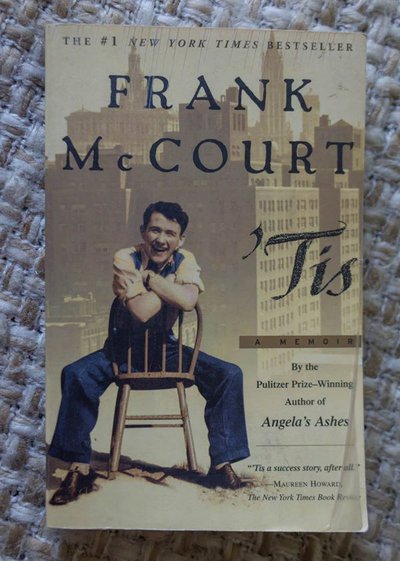 THE #1 NEW YORK TIMES BESTSELLER
FRANK
McCOURT
'Tis
A MEMOIR
By the
Pulitzer Prize–Winning
Author of
Angela's Ashes
"'Tis a success story, after all."
—MAUREEN HOWARD,
The New York Times Book Review